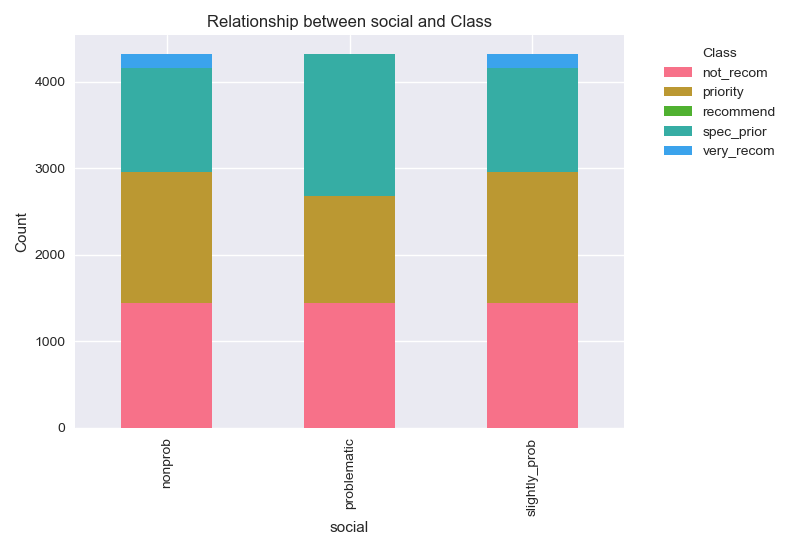 Relationship between social and Class
Class
not_recom
priority
recommend
spec_prior
very_recom
Count
4000
3000
2000
1000
0
nonprob
problematic
slightly_prob
social